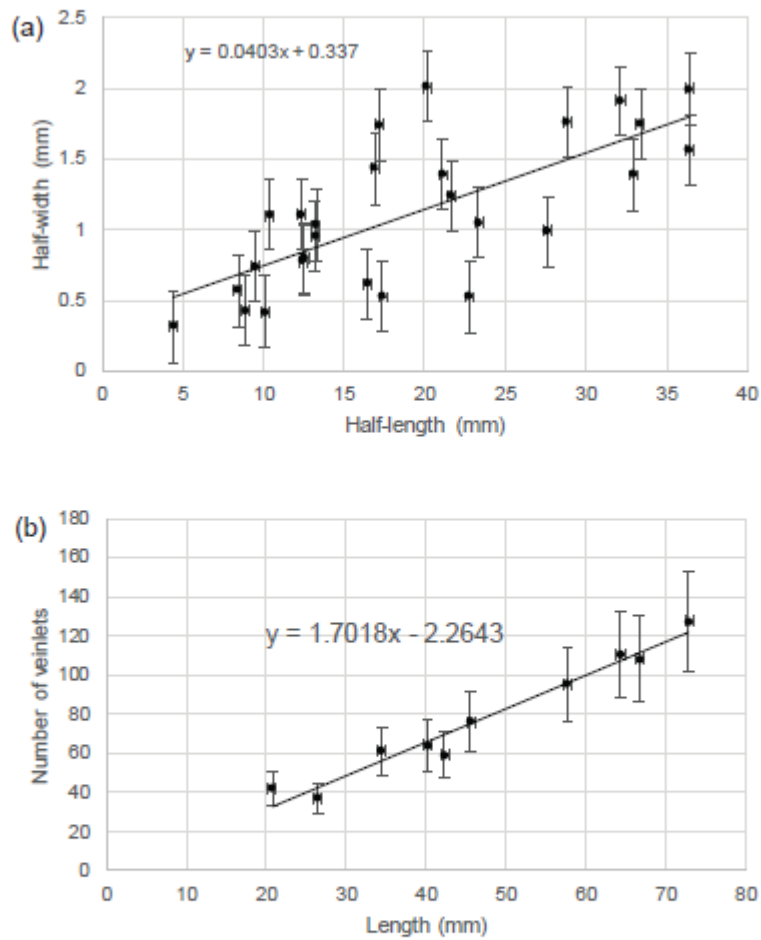 (a)
2.5
2
1.5
1
0.5
0
y = 0.0403x + 0.337
Half-width (mm)
0 5 10 15 20 25 30 35 40
Half-length (mm)
(b)
180
160
140
120
100
80
60
40
20
0
y = 1.7018x - 2.2643
Number of veinlets
0 10 20 30 40 50 60 70 80
Length (mm)